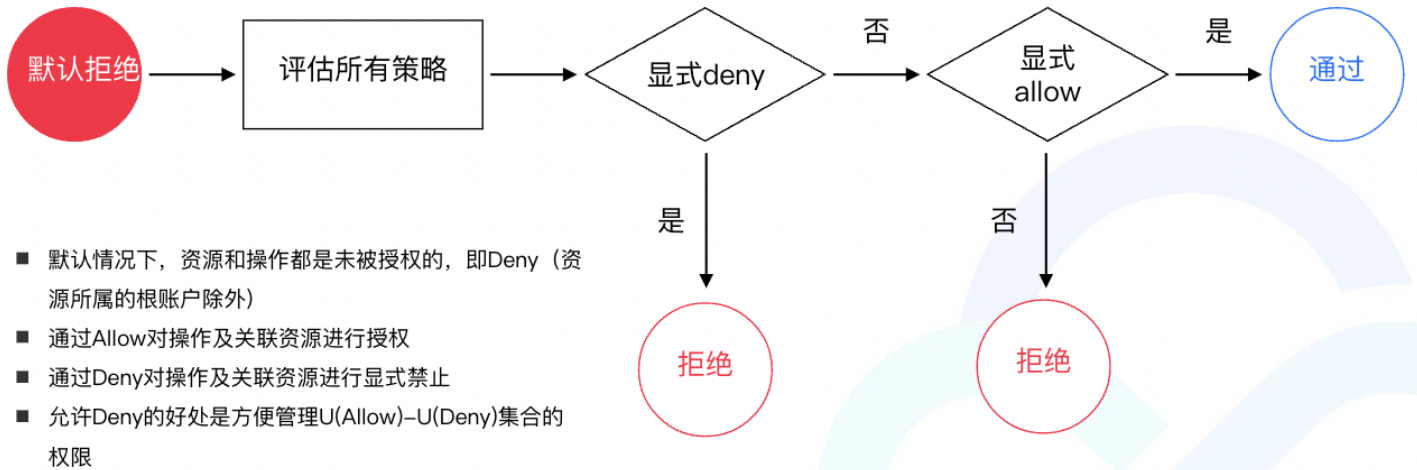 默认拒绝
评估所有策略
显式deny
否
显式
allow
是
通过
是
否
拒绝
拒绝
■ 默认情况下，资源和操作都是未被授权的，即Deny（资
源所属的根账户除外）
■ 通过Allow对操作及关联资源进行授权
■ 通过Deny对操作及关联资源进行显式禁止
■ 允许Deny的好处是方便管理U(Allow)–U(Deny)集合的
权限